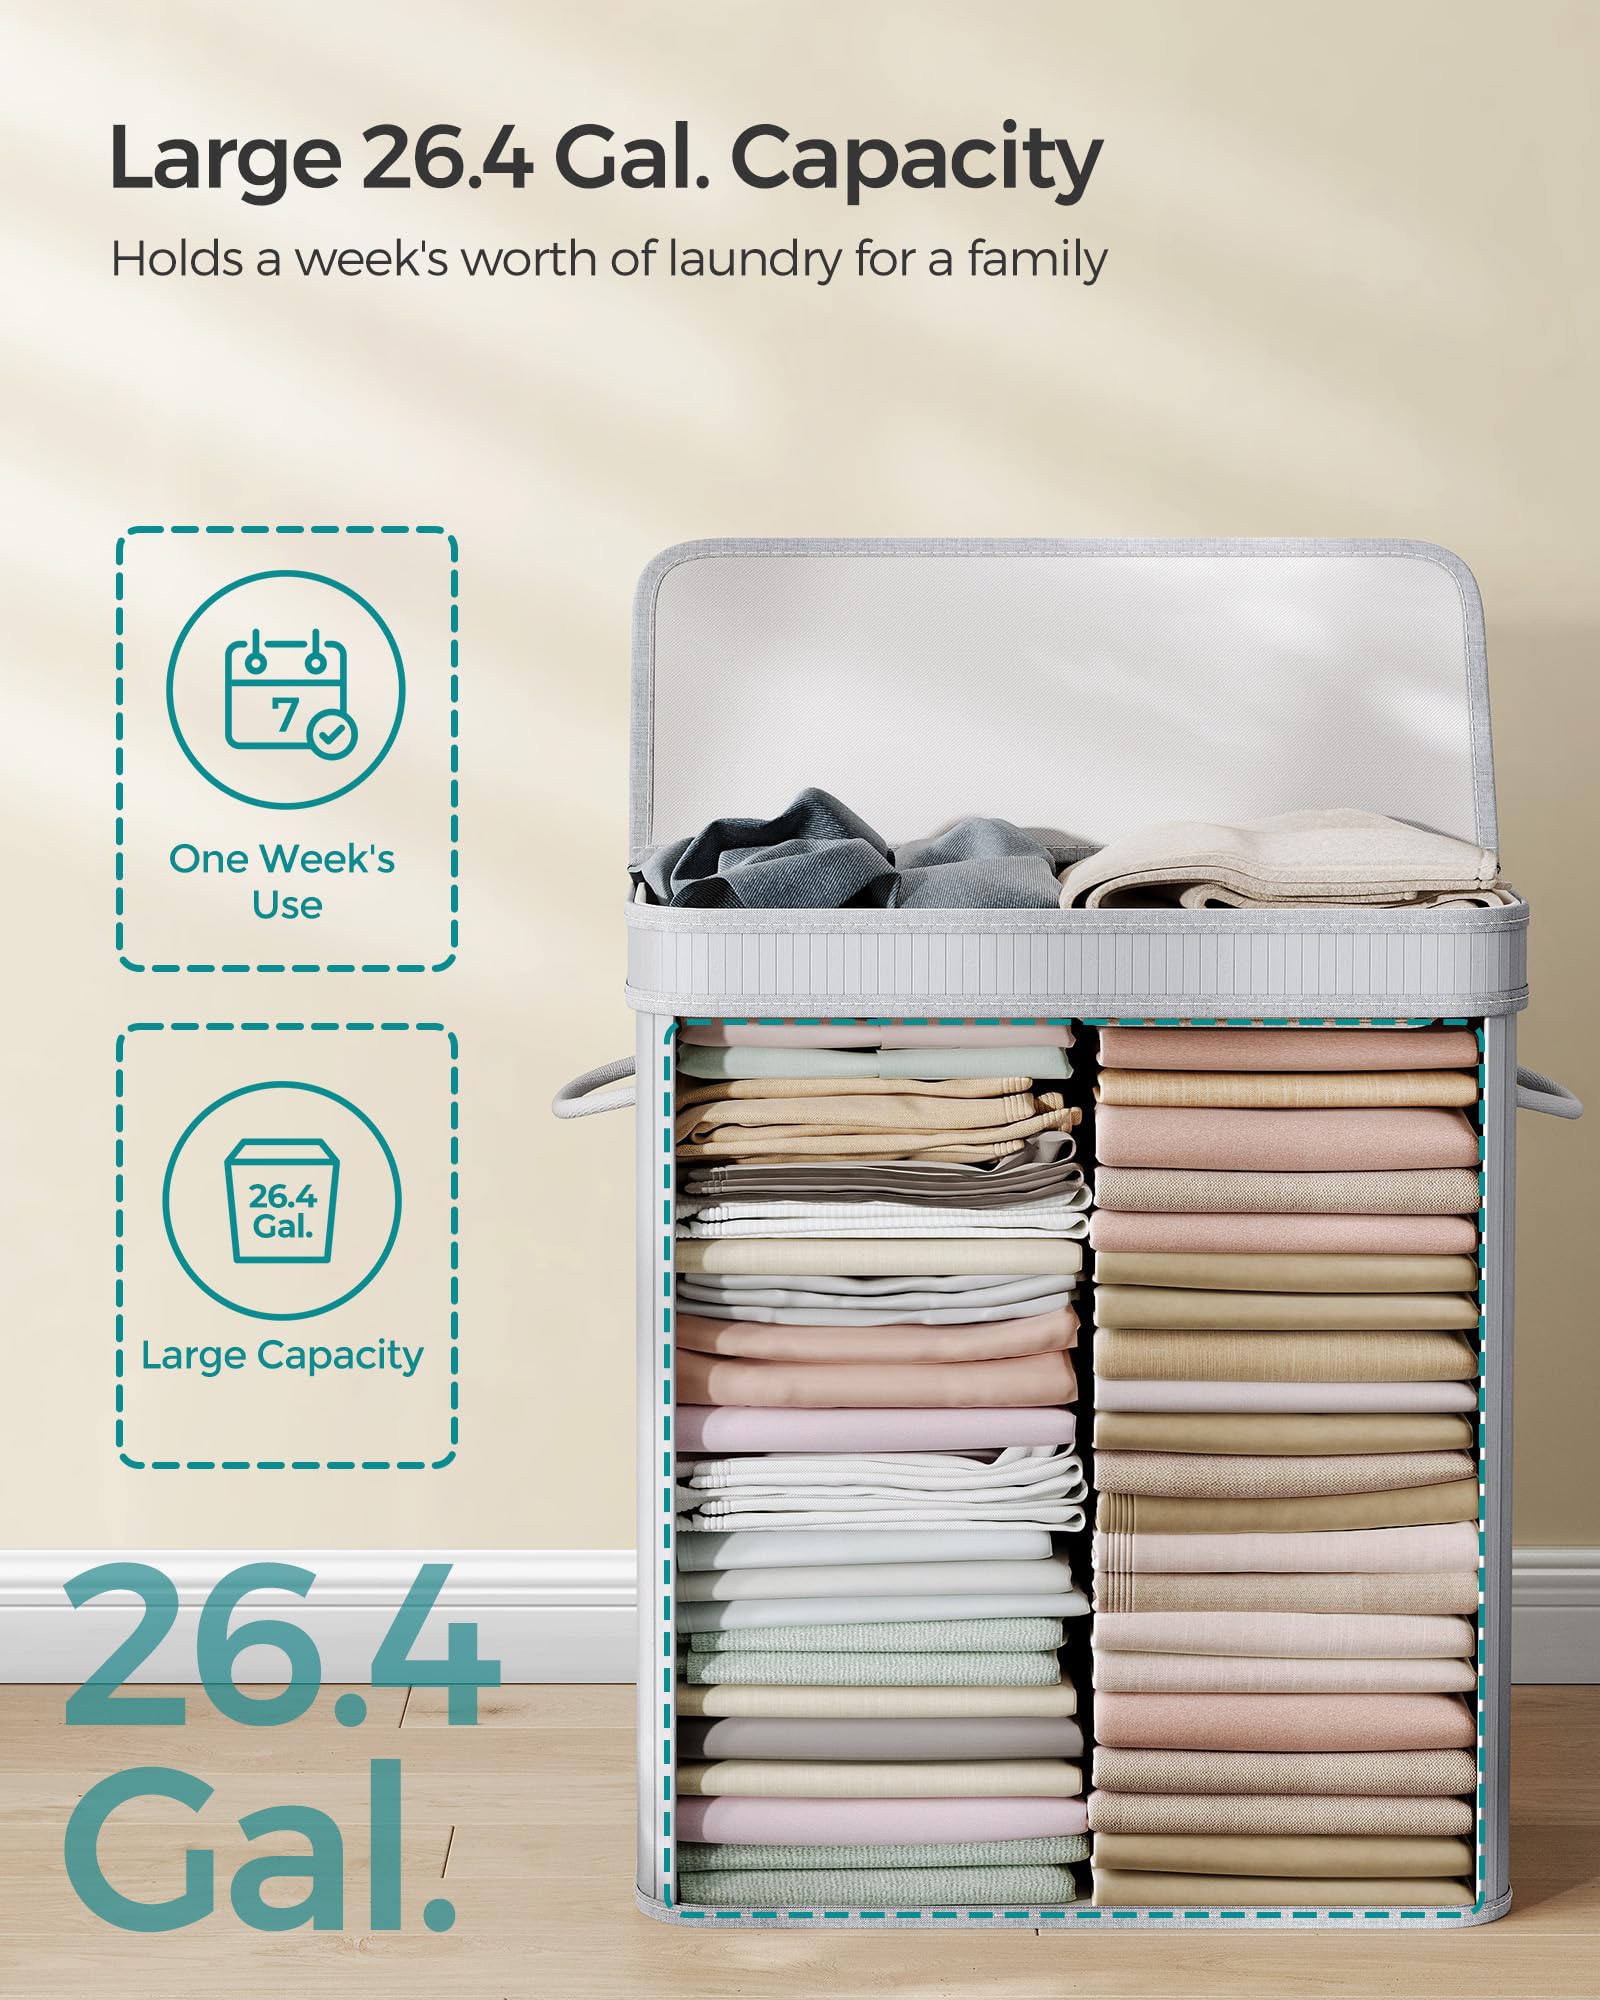 Large 26.4 Gal. Capacity
Holds a week's worth of laundry for a family
7
One Week's
Use
26.4
Gal.
Large Capacity
26.4
Gal.